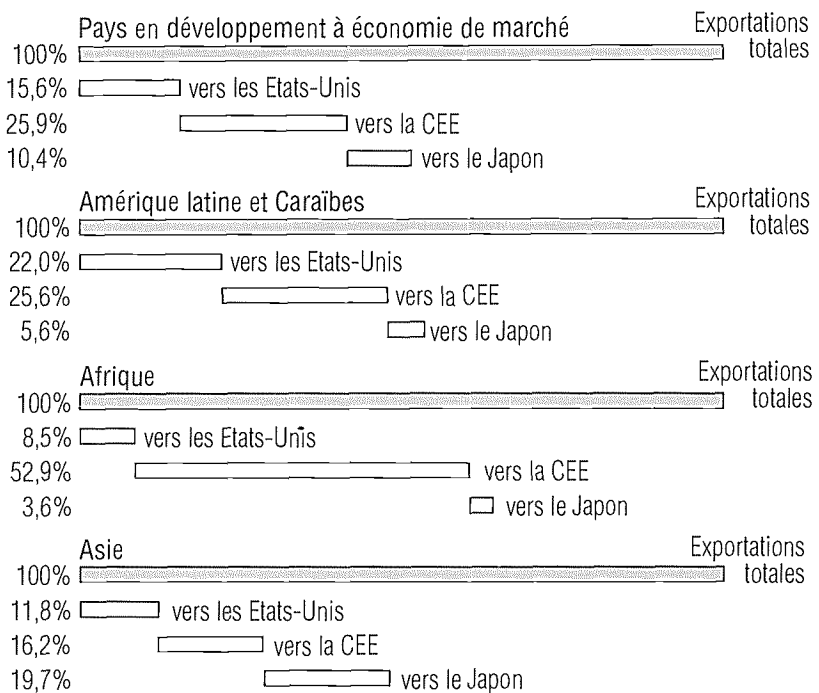 Pays en développement à économie de marché Exportations
100% totales
15,6% vers les Etats-Unis
25,9% vers la CEE
10,4% vers le Japon
Amérique latine et Caraïbes Exportations
100% totales
22,0% vers les Etats-Unis
25,6% vers la CEE
5,6% vers le Japon
Afrique Exportations
100% totales
8,5% vers les Etats-Unis
52,9% vers la CEE
3,6% vers le Japon
Asie Exportations
100% totales
11,8% vers les Etats-Unis
16,2% vers la CEE
19,7% vers le Japon